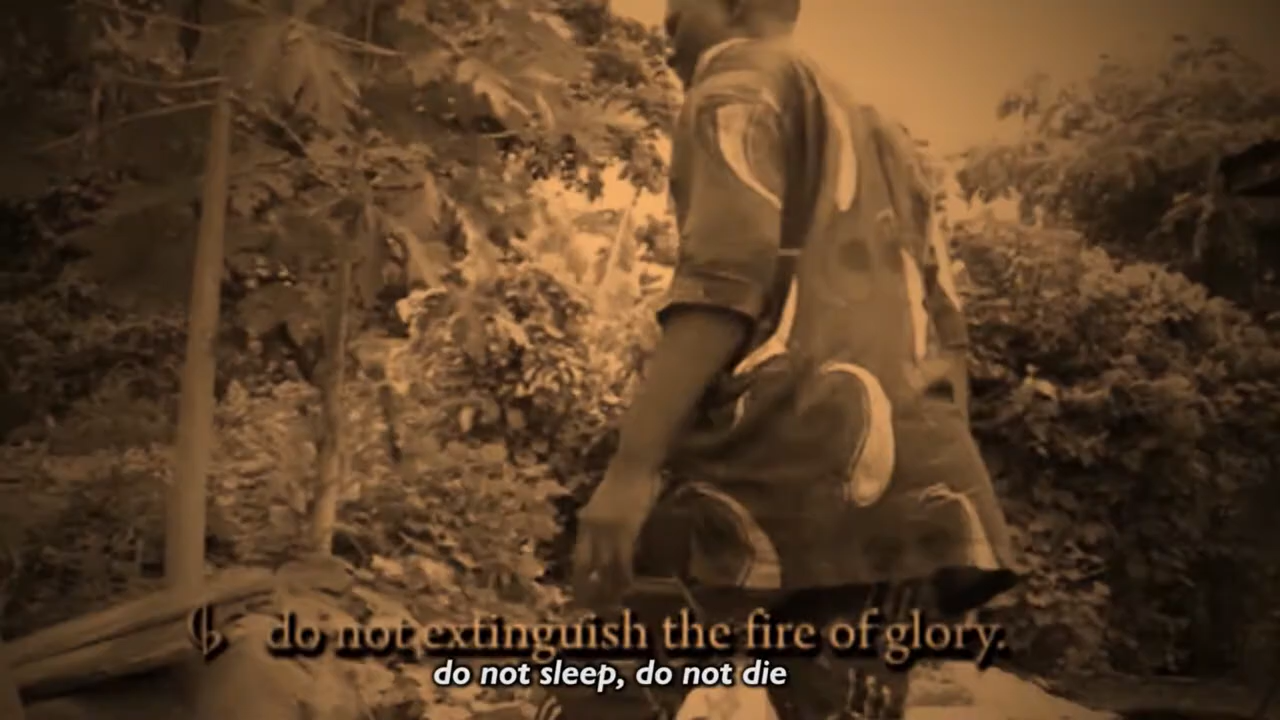 do not extinguish the fire of glory.
do not sleep, do not die